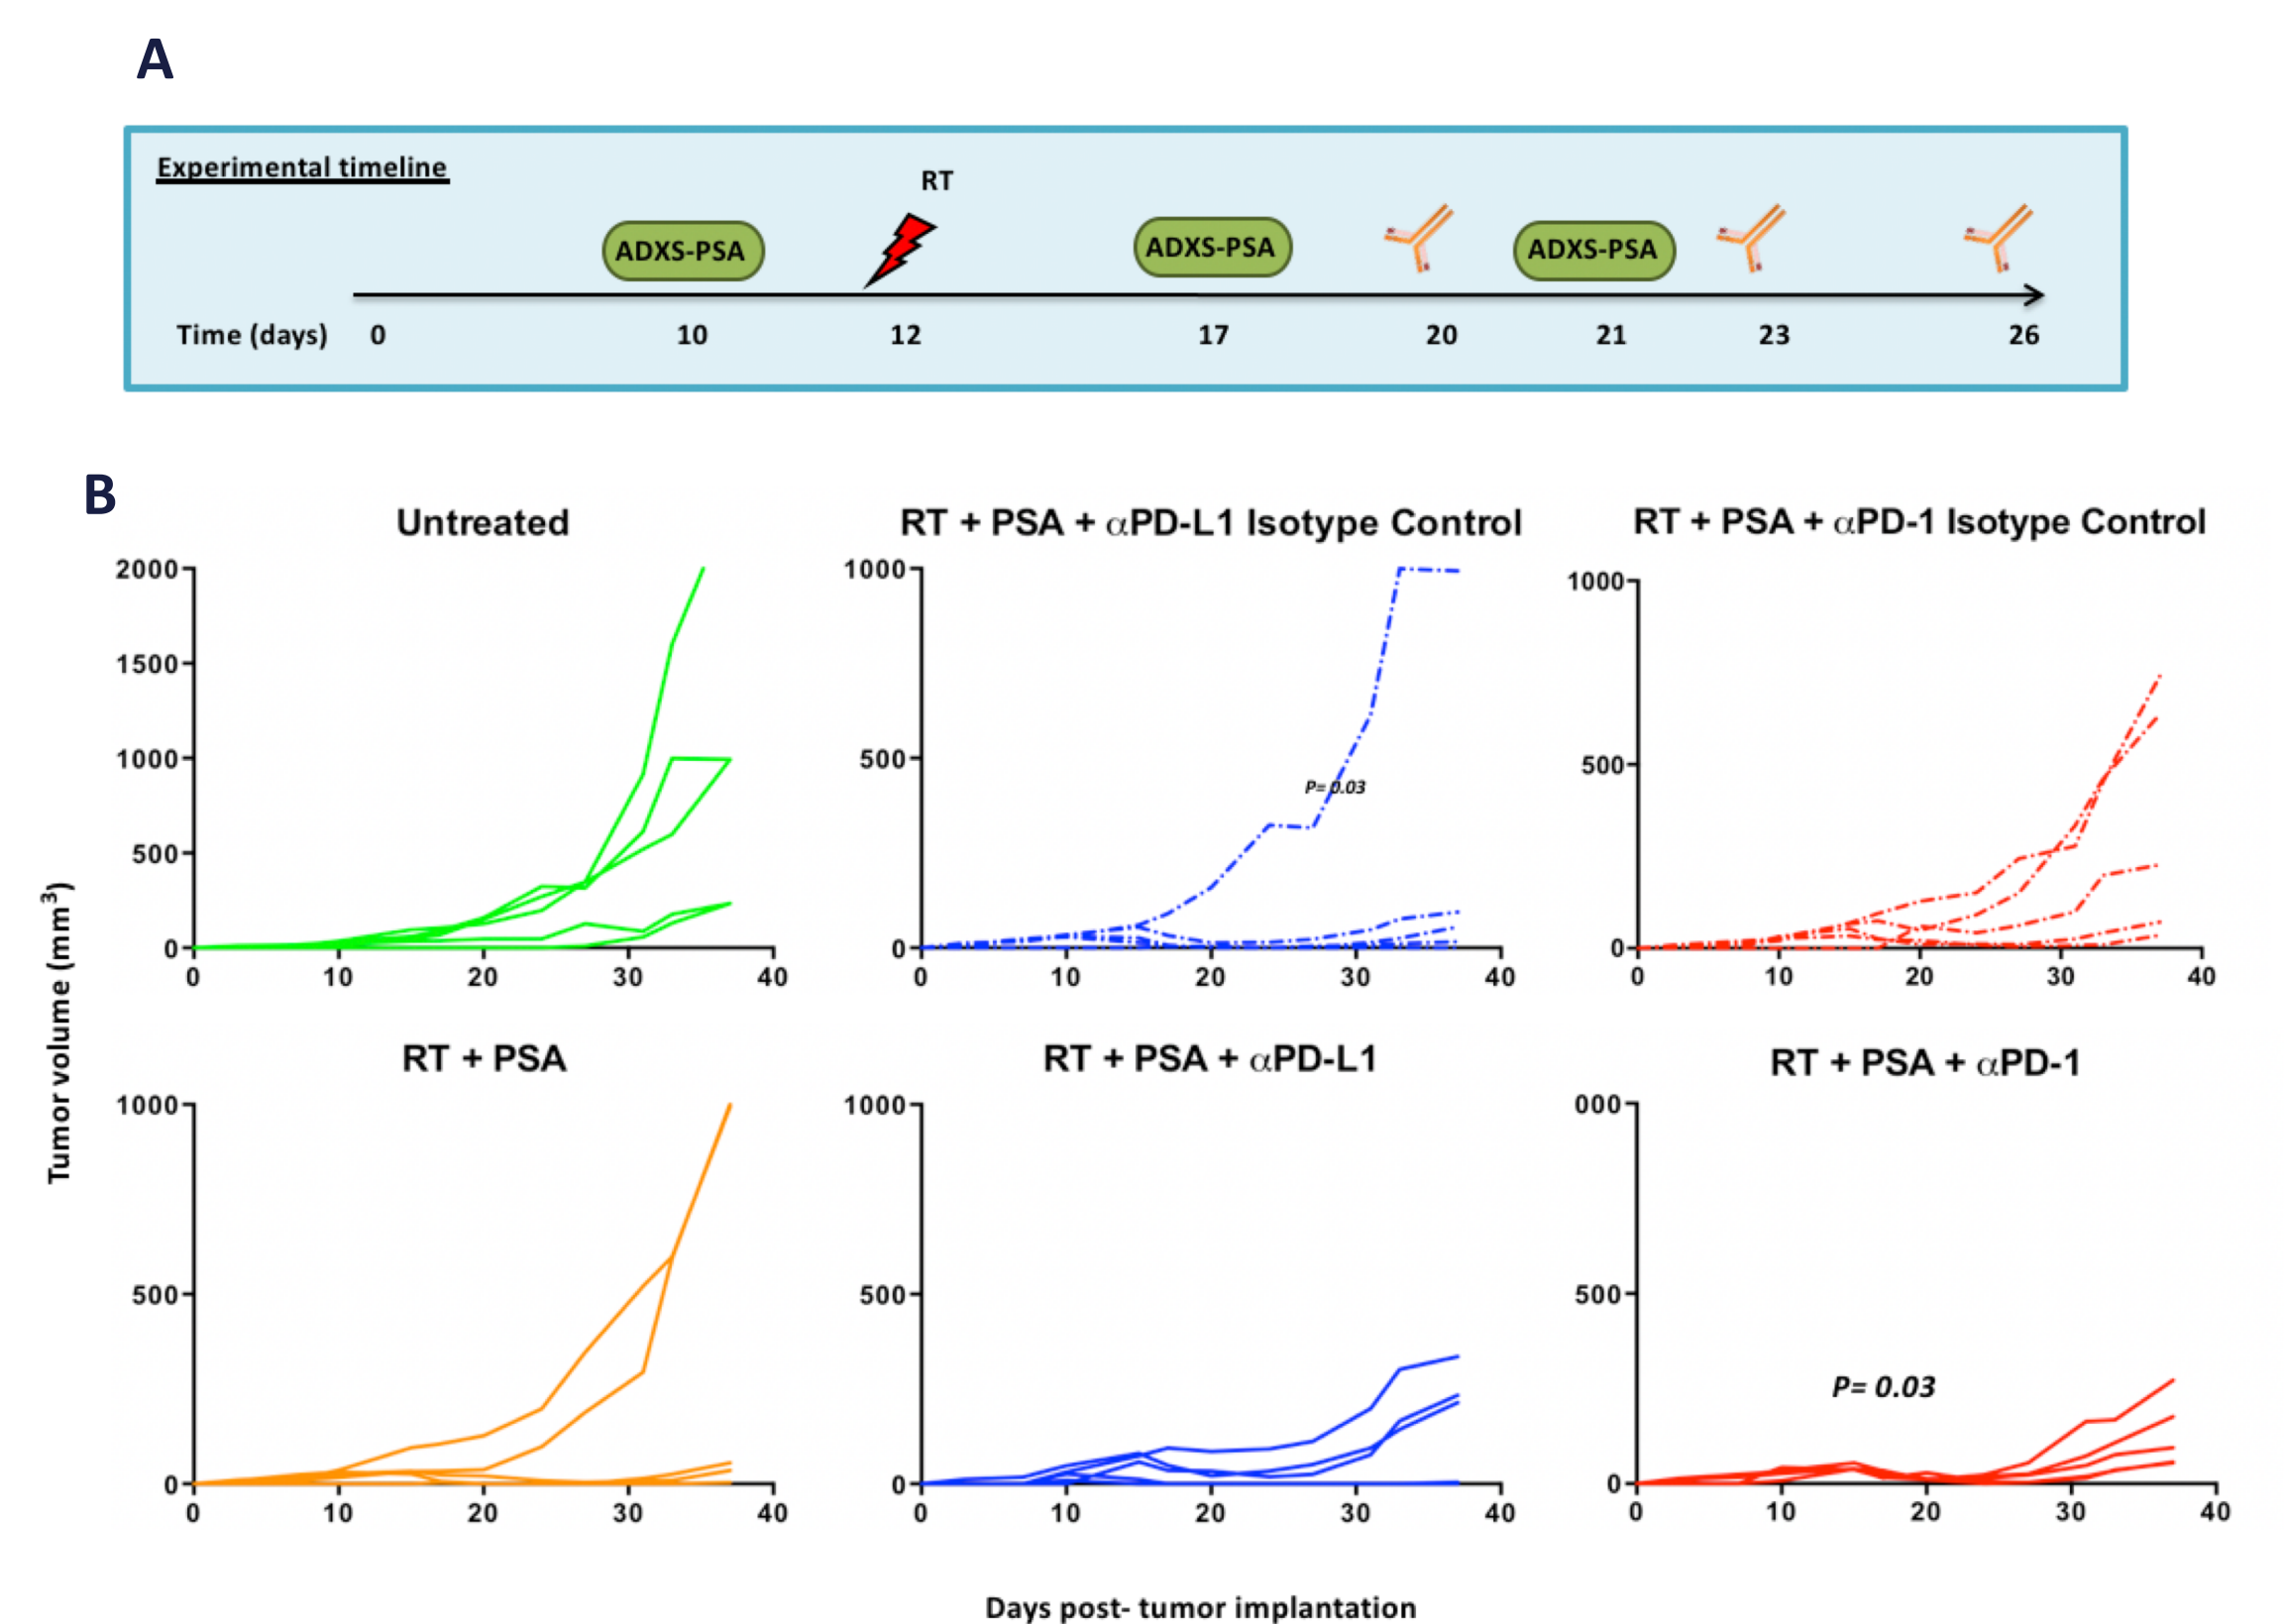 A
Experimental timeline
RT
ADXS-PSA
ADXS-PSA
ADXS-PSA
Time (days) 0 10 12 17 20 21 23 26
B
Tumor volume (mm³)
Untreated
2000
1500
1000
500
0
0 10 20 30 40
RT + PSA + αPD-L1 Isotype Control
1000
500
P= 0.03
0
0 10 20 30 40
RT + PSA + αPD-1 Isotype Control
1000
500
0
0 10 20 30 40
RT + PSA
1000
500
0
0 10 20 30 40
RT + PSA + αPD-L1
1000
500
0
0 10 20 30 40
RT + PSA + αPD-1
000
500
P= 0.03
0
0 10 20 30 40
Days post- tumor implantation